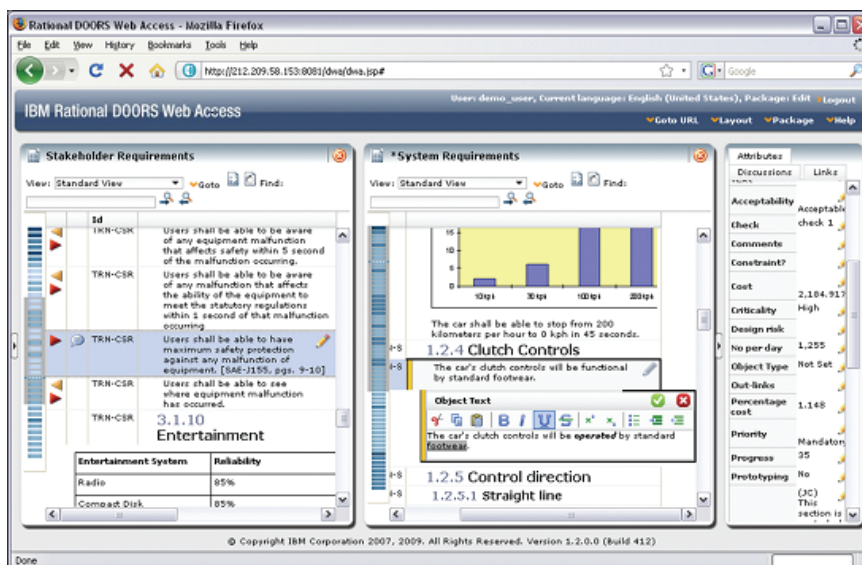 Rational DOORS Web Access - Mozilla Firefox
File Edit View History Bookmarks Tools Help
http://212.209.58.153:8081/dwa/dwa.jsp#
Google
User: demo_user, Current language: English (United States), Package: Edit Logout
IBM Rational DOORS Web Access
Goto URL Layout Package Help
Stakeholder Requirements
View: Standard View Goto Find:
Id
TRN-CSR Users shall be able to be aware
of any equipment malfunction
that affects safety within 5 second
of the malfunction occurring.
TRN-CSR Users shall be able to be aware
of any malfunction that affects
the ability of the equipment to
meet the statutory regulations
within 1 second of that malfunction
occurring
TRN-CSR Users shall be able to have
maximum safety protection
against any malfunction of
equipment. [SAE-J155, pgs. 9-10]
TRN-CSR Users shall be able to see
where equipment malfunction
has occurred.
TRN-CSR 3.1.10
Entertainment
Entertainment System Reliability
Radio 85%
Compact Disk 85%
*System Requirements
View: Standard View Goto Find:
15
10
5
0
10 kph 30 kph 100 kph 200 kph
The car shall be able to stop from 200
kilometers per hour to 0 kph in 45 seconds.
I-S 1.2.4 Clutch Controls
I-S The car's clutch controls will be functional
by standard footwear.
Object Text
B I U S
The car's clutch controls will be operated by standard
footwear.
I-S 1.2.5 Control direction
I-S 1.2.5.1 Straight line
Attributes
Discussions Links
Acceptability Acceptable
Check check 1
Comments
Constraint?
Cost 2,184.917
Criticality High
Design risk
No per day 1,255
Object Type Not Set
Out-links
Percentage
cost 1.148
Priority Mandatory
Progress 35
Prototyping No
(JC)
This
section is
© Copyright IBM Corporation 2007, 2009. All Rights Reserved. Version 1.2.0.0 (Build 412)
Done